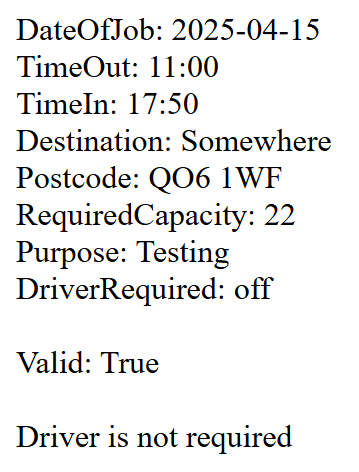 DateOfJob: 2025-04-15
TimeOut: 11:00
TimeIn: 17:50
Destination: Somewhere
Postcode: QO6 1WF
RequiredCapacity: 22
Purpose: Testing
DriverRequired: off
Valid: True
Driver is not required